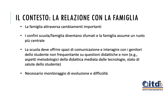 IL CONTESTO: LA RELAZIONE CON LA FAMIGLIA
• La famiglia attraversa cambiamenti importanti
• I confini scuola/famiglia diventano sfumati e la famiglia assume un ruolo
più centrale
• La scuola deve offrire spazi di comunicazione e interagire con i genitori
dello studente non frequentante su questioni didattiche e non (e.g.,
aspetti metodologici della didattica mediata dalle tecnologie, stato di
salute dello studente)
• Necessario monitoraggio di evoluzione e difficoltà
itd